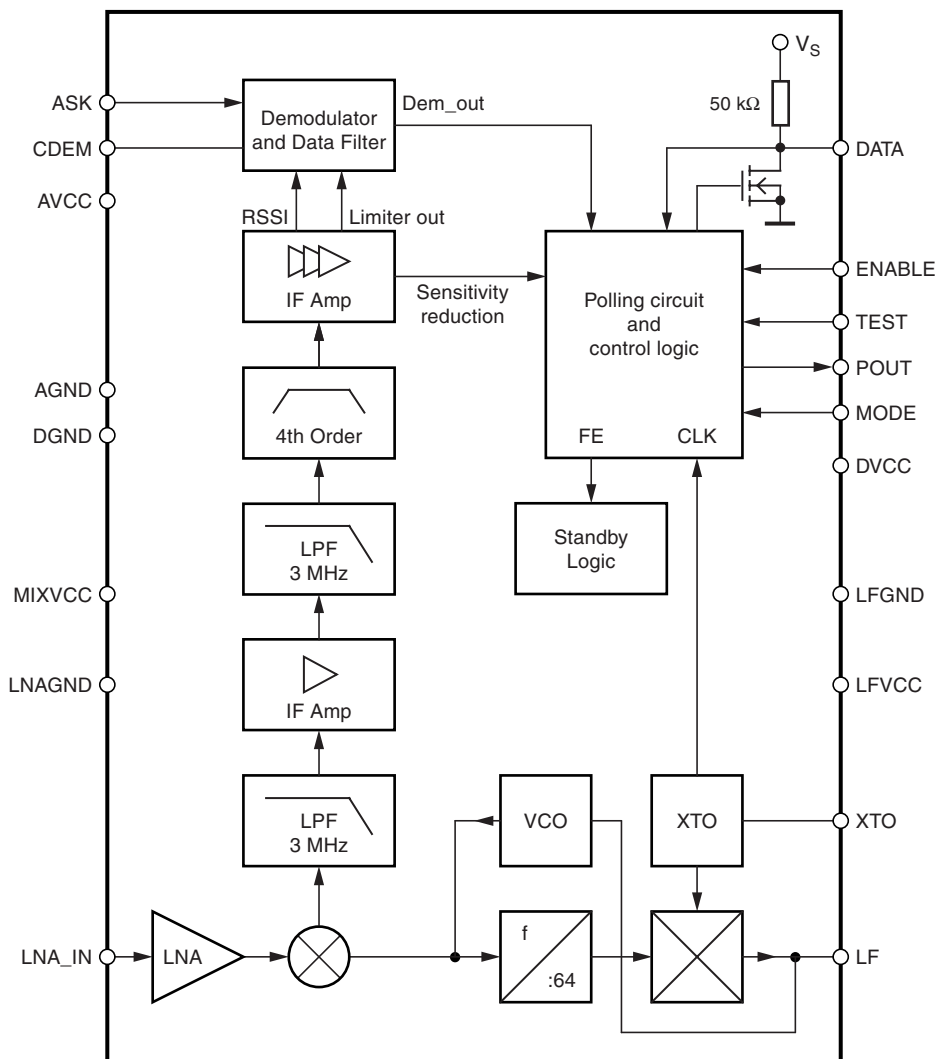 V_S
50 kΩ
ASK
Demodulator
and Data Filter
Dem_out
CDEM
DATA
AVCC
RSSI
Limiter out
IF Amp
Sensitivity
reduction
Polling circuit
and
control logic
FE
CLK
ENABLE
TEST
POUT
MODE
AGND
DGND
4th Order
DVCC
LPF
3 MHz
Standby
Logic
MIXVCC
LFGND
IF Amp
LNAGND
LFVCC
LPF
3 MHz
VCO
XTO
XTO
LNA_IN
LNA
f
:64
LF